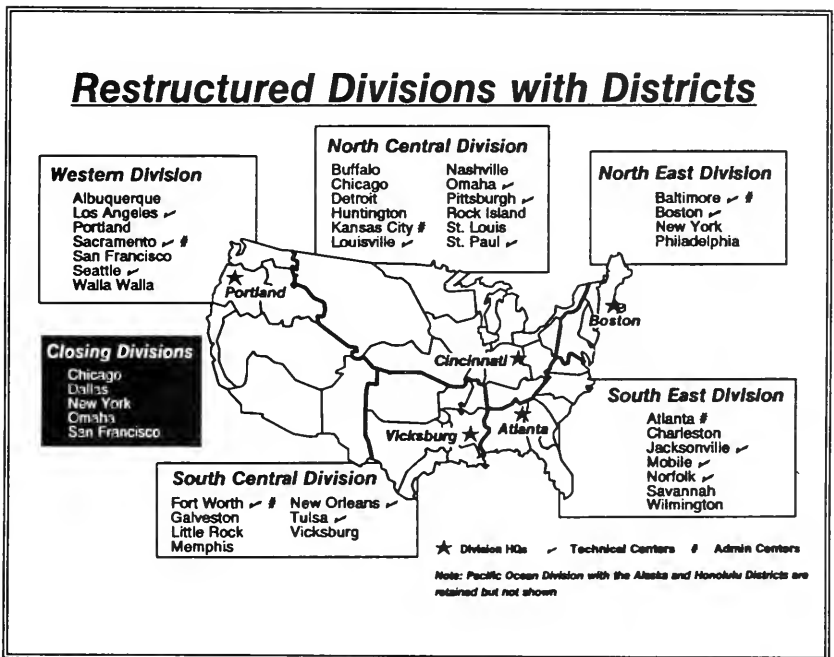 Restructured Divisions with Districts
Western Division
Albuquerque
Los Angeles ✓
Portland
Sacramento ✓ #
San Francisco
Seattle ✓
Walla Walla
North Central Division
Buffalo
Chicago
Detroit
Huntington
Kansas City #
Louisville ✓
Nashville
Omaha ✓
Pittsburgh ✓
Rock Island
St. Louis
St. Paul ✓
North East Division
Baltimore ✓ #
Boston ✓
New York
Philadelphia
Portland
Boston
Cincinnati
Vicksburg
Atlanta
Closing Divisions
Chicago
Dallas
New York
Omaha
San Francisco
South East Division
Atlanta #
Charleston
Jacksonville ✓
Mobile ✓
Norfolk ✓
Savannah
Wilmington
South Central Division
Fort Worth ✓ #
Galveston
Little Rock
Memphis
New Orleans ✓
Tulsa ✓
Vicksburg
★ Division HQs ✓ Technical Centers # Admin Centers
Note: Pacific Ocean Division with the Alaska and Honolulu Districts are
retained but not shown